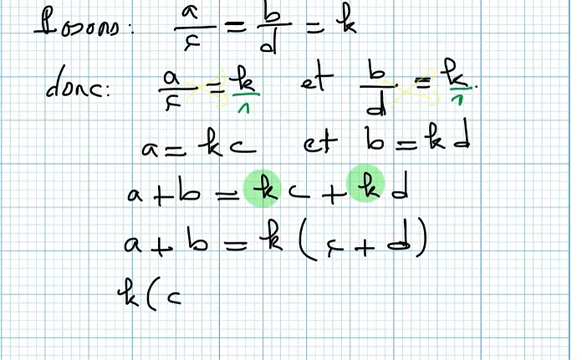 Posons: a/c = b/d = k
donc: a/c = k/1 et b/d = k/1.
a = kc et b = kd
a+b = kc + kd
a+b = k(c+d)
k(c